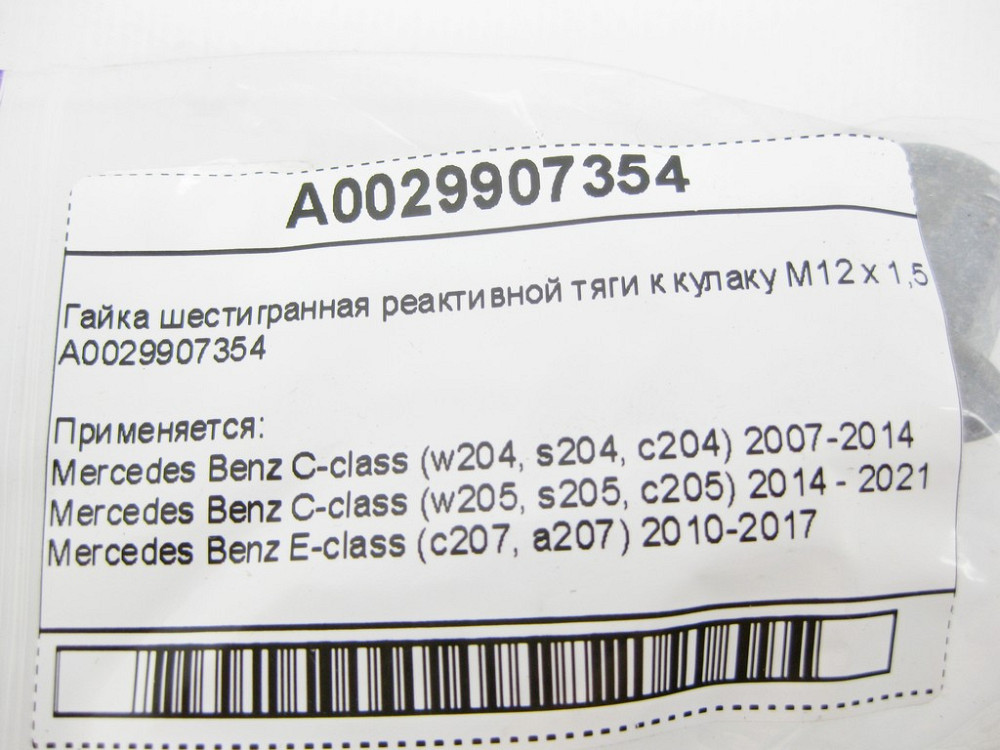 A0029907354
Гайка шестигранная реактивной тяги к кулаку M12 x 1,5
A0029907354
Применяется:
Mercedes Benz C-class (w204, s204, c204) 2007-2014
Mercedes Benz C-class (w205, s205, c205) 2014 - 2021
Mercedes Benz E-class (c207, a207) 2010-2017